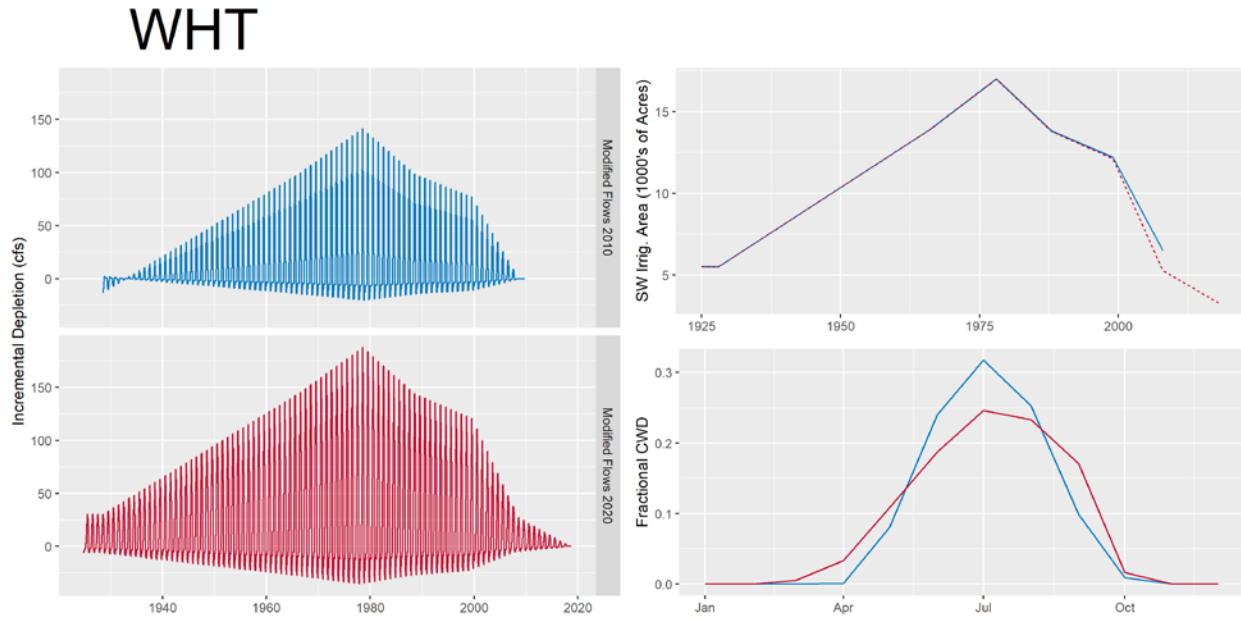 WHT
Incremental Depletion (cfs)
150
100
50
0
Modified Flows 2010
150
100
50
0
Modified Flows 2020
1940 1960 1980 2000 2020
SW Irrig. Area (1000's of Acres)
15
10
5
1925 1950 1975 2000
Fractional CWD
0.3
0.2
0.1
0.0
Jan Apr Jul Oct